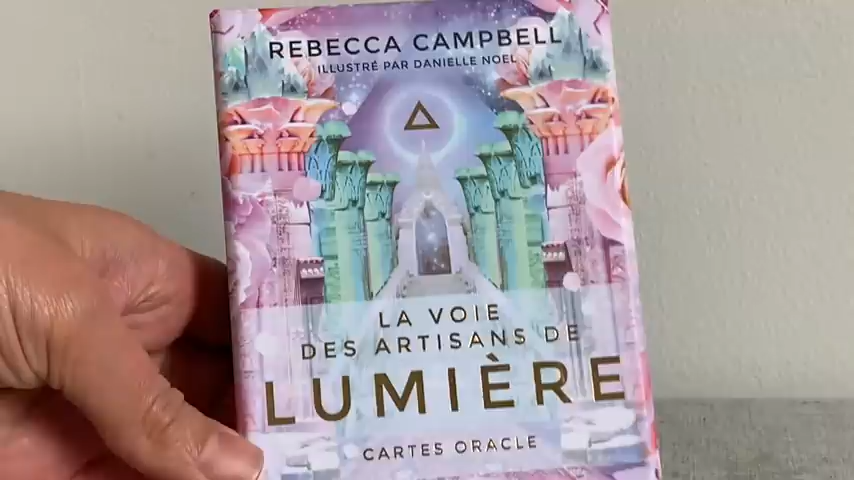 REBECCA CAMPBELL
ILLUSTRÉ PAR DANIELLE NOEL
LA VOIE
DES ARTISANS DE
LUMIÈRE
CARTES ORACLE